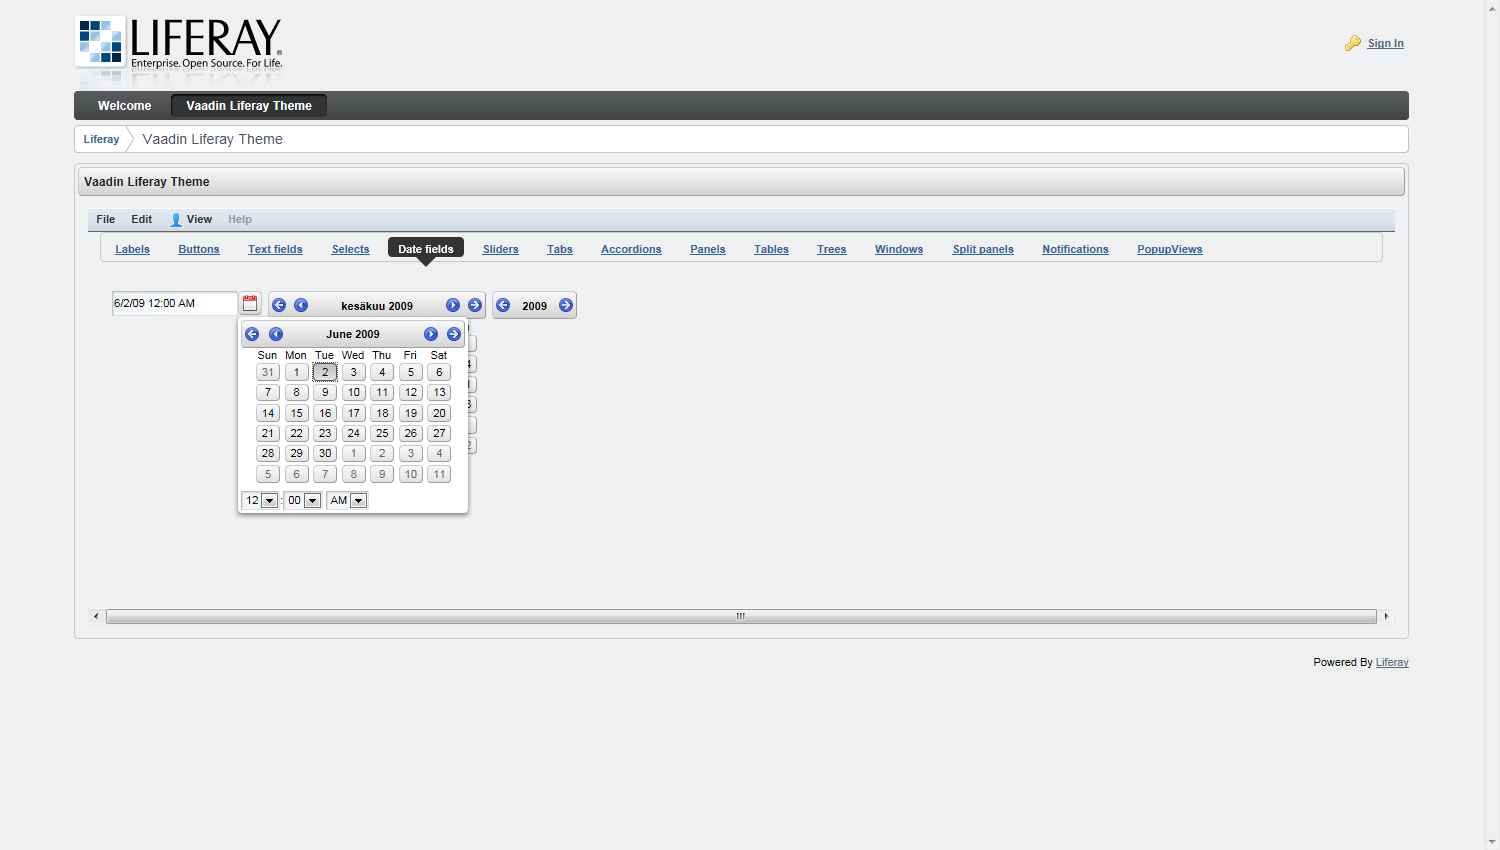 LIFERAY®
Enterprise. Open Source. For Life.
Sign In
Welcome Vaadin Liferay Theme
Liferay Vaadin Liferay Theme
Vaadin Liferay Theme
File Edit View Help
Labels Buttons Text fields Selects Date fields Sliders Tabs Accordions Panels Tables Trees Windows Split panels Notifications PopupViews
6/2/09 12:00 AM kesäkuu 2009 2009
June 2009
Sun Mon Tue Wed Thu Fri Sat
31 1 2 3 4 5 6
7 8 9 10 11 12 13
14 15 16 17 18 19 20
21 22 23 24 25 26 27
28 29 30 1 2 3 4
5 6 7 8 9 10 11
12 : 00 AM
Powered By Liferay